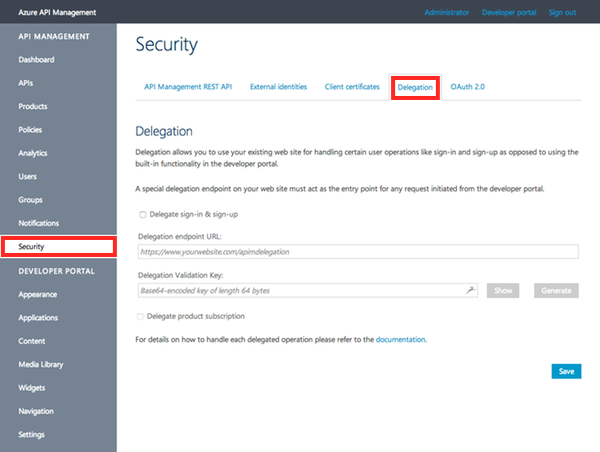 Azure API Management
Administrator Developer portal Sign out
API MANAGEMENT
Dashboard
APIs
Products
Policies
Analytics
Users
Groups
Notifications
Security
DEVELOPER PORTAL
Appearance
Applications
Content
Media Library
Widgets
Navigation
Settings
Security
API Management REST API External identities Client certificates Delegation OAuth 2.0
Delegation
Delegation allows you to use your existing web site for handling certain user operations like sign-in and sign-up as opposed to using the
built-in functionality in the developer portal.
A special delegation endpoint on your web site must act as the entry point for any request initiated from the developer portal.
Delegate sign-in & sign-up
Delegation endpoint URL:
https://www.yourwebsite.com/apimdelegation
Delegation Validation Key:
Base64-encoded key of length 64 bytes
Show Generate
Delegate product subscription
For details on how to handle each delegated operation please refer to the documentation.
Save